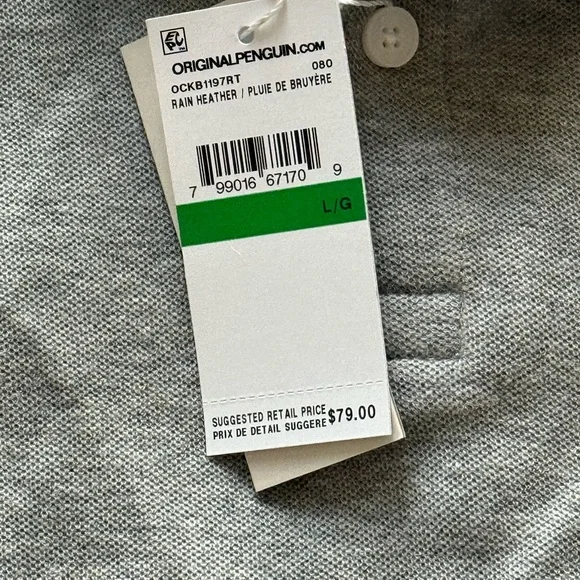 EPC
ORIGINALPENGUIN.COM
OCKB1197RT 080
RAIN HEATHER / PLUIE DE BRUYÈRE
7 99016 67170 9
L/G
SUGGESTED RETAIL PRICE $79.00
PRIX DE DETAIL SUGGERE